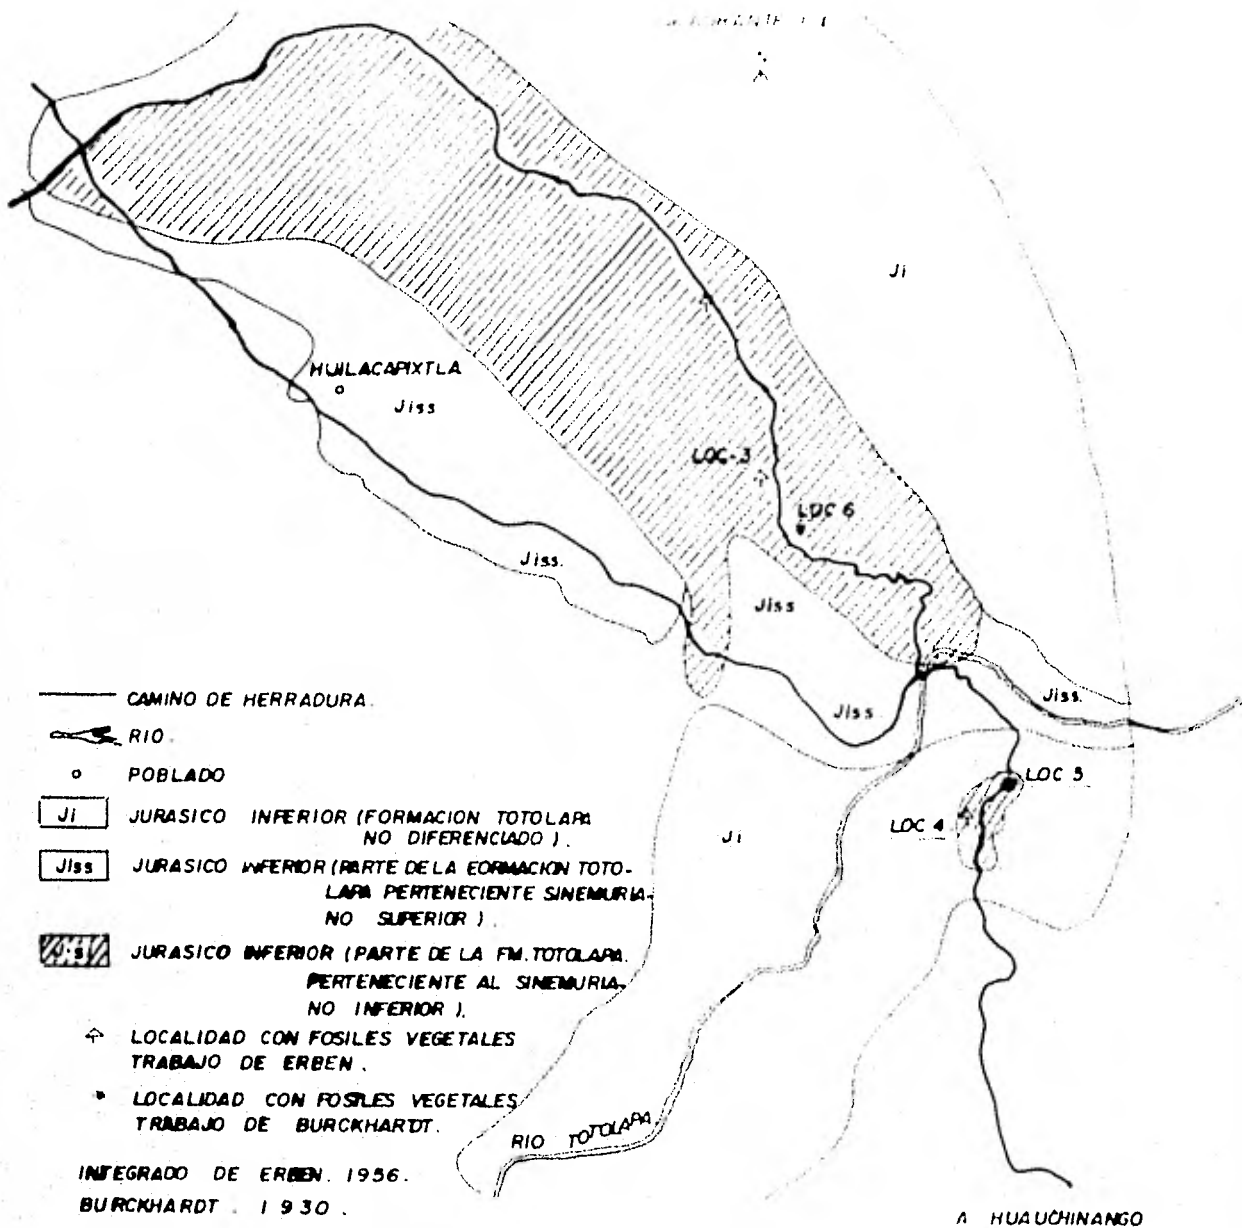 Ji
HUILACAPIXTLA
Jiss
LOC-3
LOC 6
Jiss.
Jiss
Jiss.
Jiss.
LOC 5
LOC 4
Ji
CAMINO DE HERRADURA.
RIO.
POBLADO
Ji JURASICO INFERIOR (FORMACION TOTOLAPA
NO DIFERENCIADO).
Jiss JURASICO INFERIOR (PARTE DE LA FORMACION TOTO-
LAPA PERTENECIENTE SINEMURIA-
NO SUPERIOR).
JURASICO INFERIOR (PARTE DE LA FM. TOTOLAPA.
PERTENECIENTE AL SINEMURIA-
NO INFERIOR).
LOCALIDAD CON FOSILES VEGETALES
TRABAJO DE ERBEN.
LOCALIDAD CON FOSILES VEGETALES
TRABAJO DE BURCKHARDT.
RIO TOTOLAPA
INTEGRADO DE ERBEN. 1956.
BURCKHARDT. 1930.
A HUAUCHINANGO